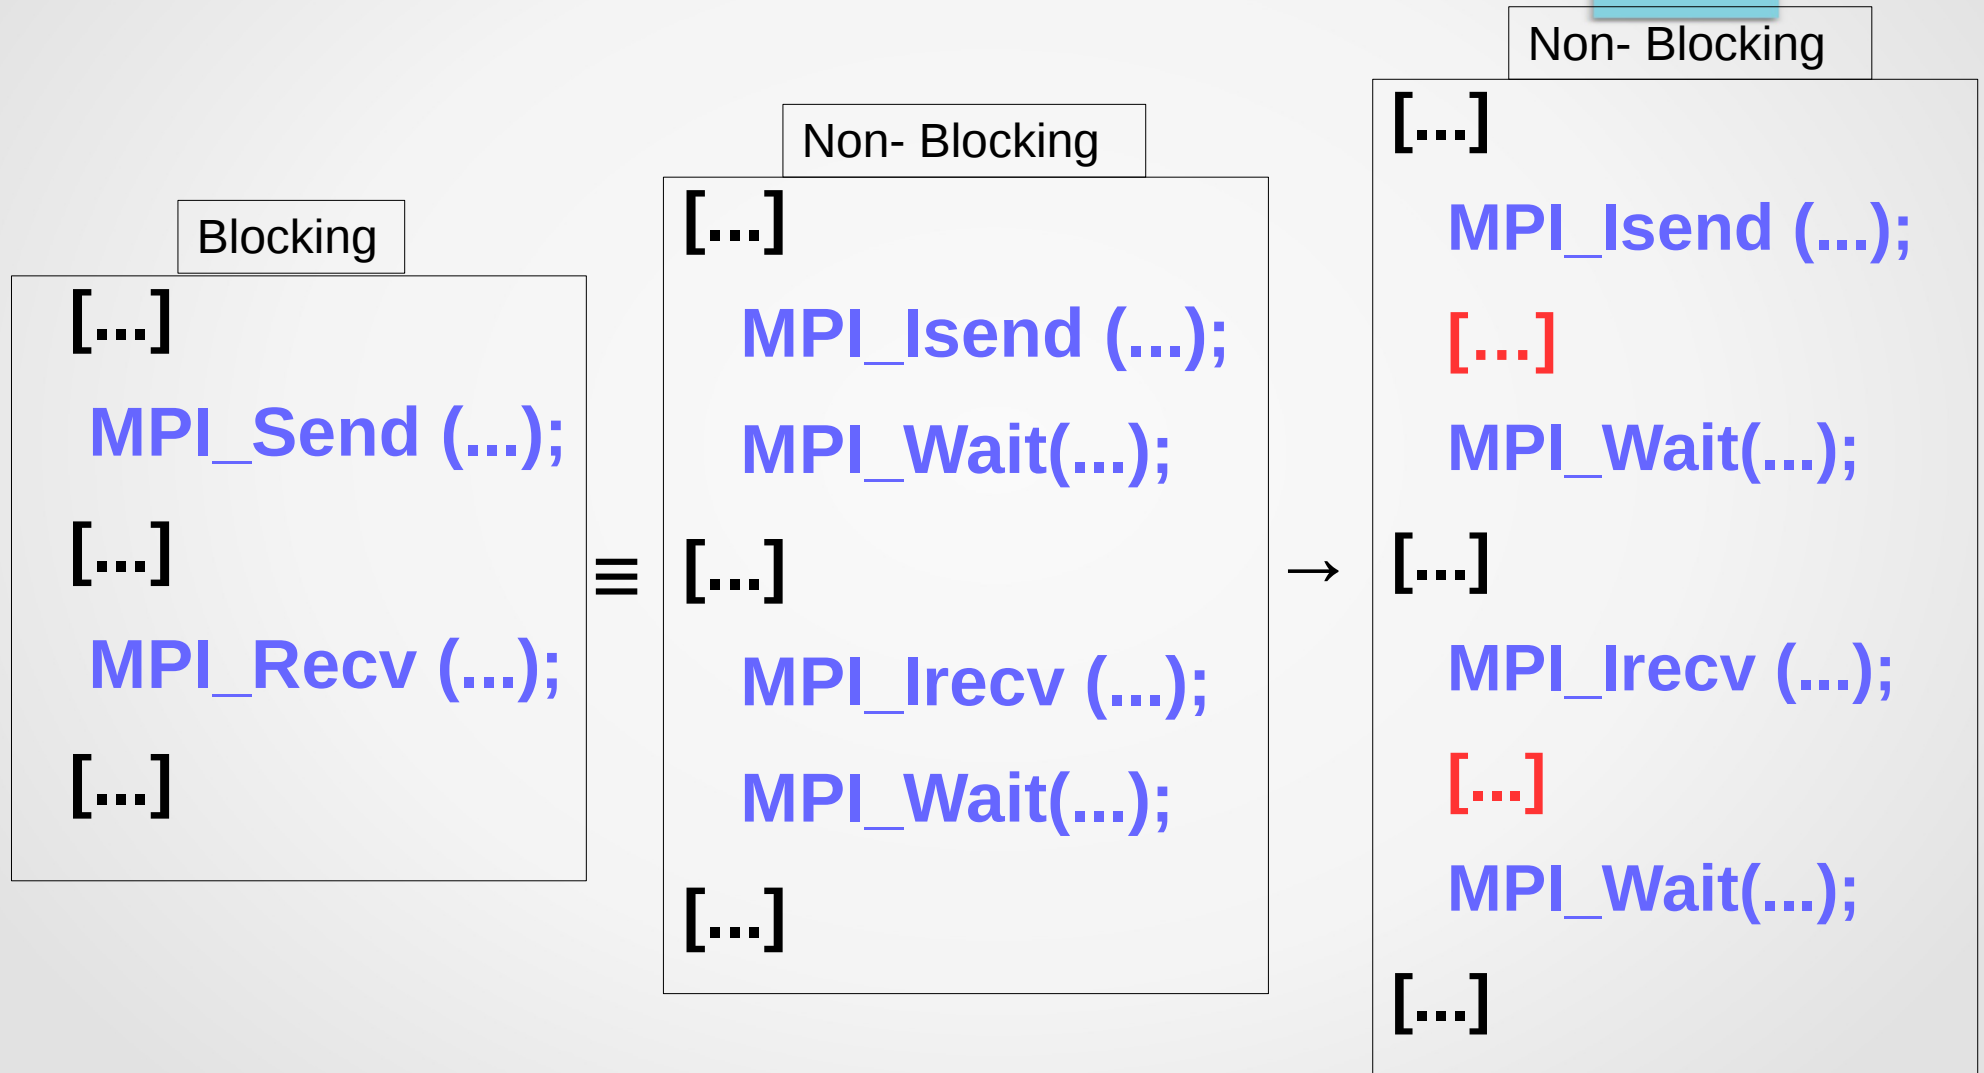 Blocking
[...]
MPI_Send (...);
[...]
MPI_Recv (...);
[...]
≡
Non- Blocking
[...]
MPI_Isend (...);
MPI_Wait(...);
[...]
MPI_Irecv (...);
MPI_Wait(...);
[...]
→
Non- Blocking
[...]
MPI_Isend (...);
[...]
MPI_Wait(...);
[...]
MPI_Irecv (...);
[...]
MPI_Wait(...);
[...]